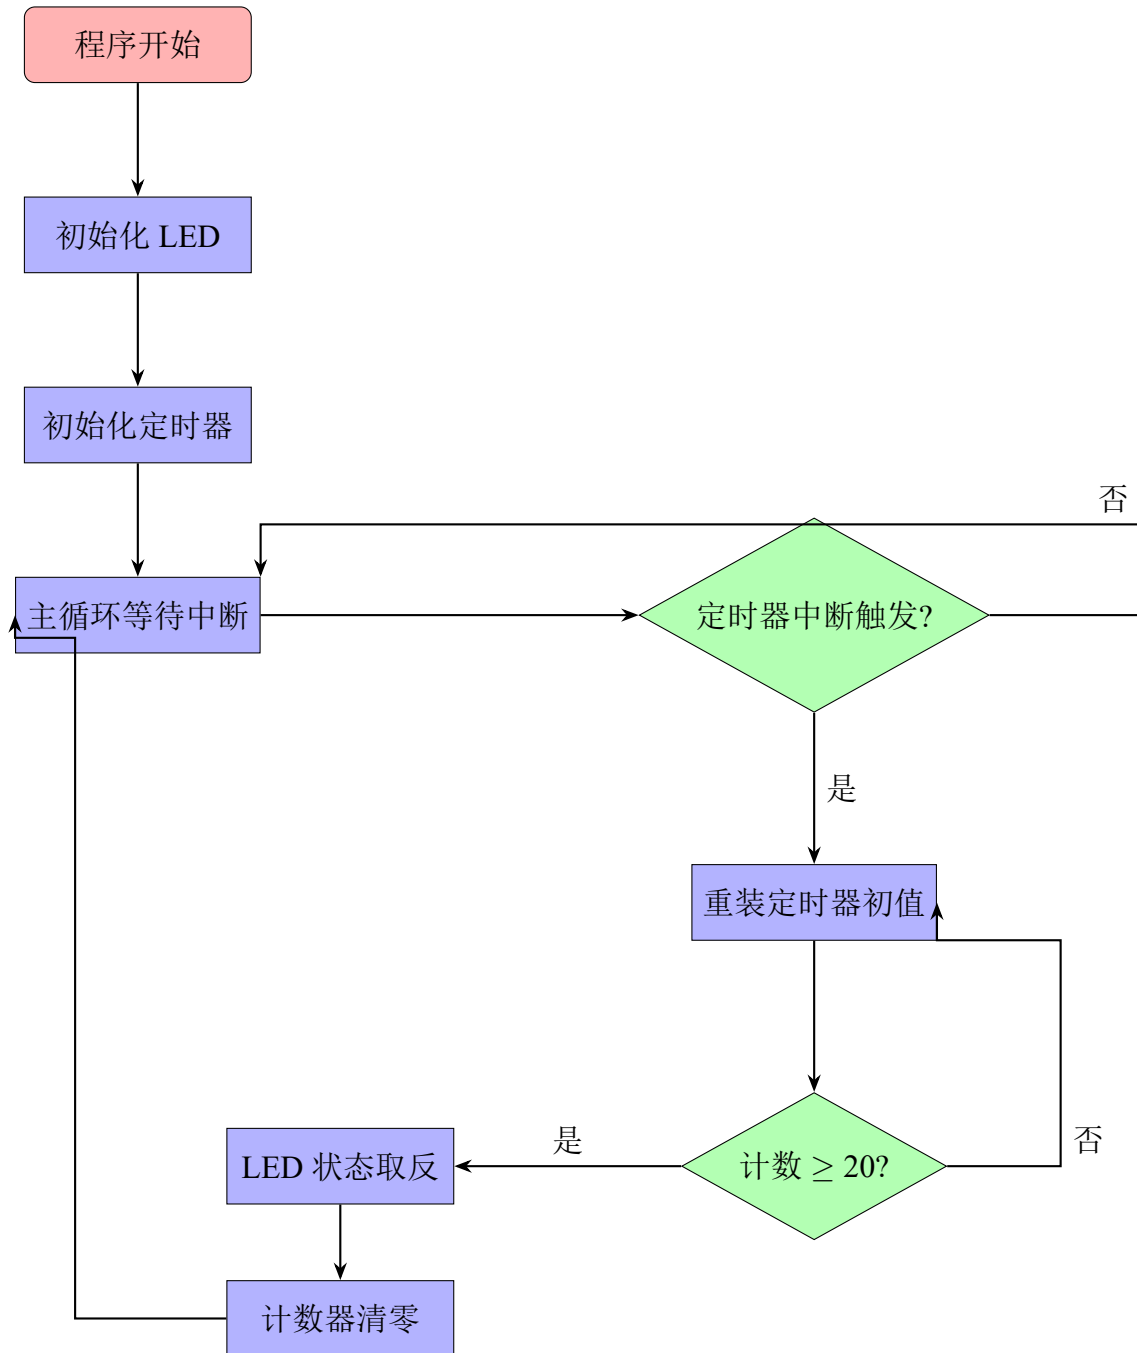 程序开始
初始化 LED
初始化定时器
否
主循环等待中断
定时器中断触发?
是
重装定时器初值
是
否
LED 状态取反
计数 ≥ 20?
计数器清零